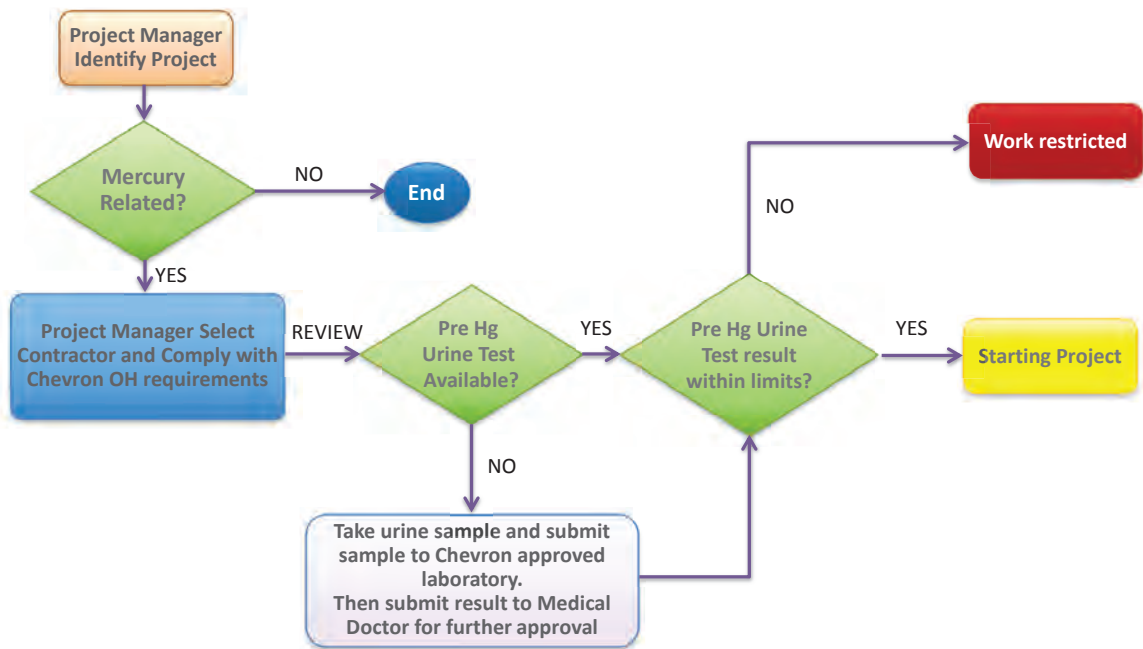 Project Manager
Identify Project
Mercury
Related?
NO
End
YES
Project Manager Select
Contractor and Comply with
Chevron OH requirements
REVIEW
Pre Hg
Urine Test
Available?
YES
NO
Take urine sample and submit
sample to Chevron approved
laboratory.
Then submit result to Medical
Doctor for further approval
Pre Hg Urine
Test result
within limits?
NO
Work restricted
YES
Starting Project